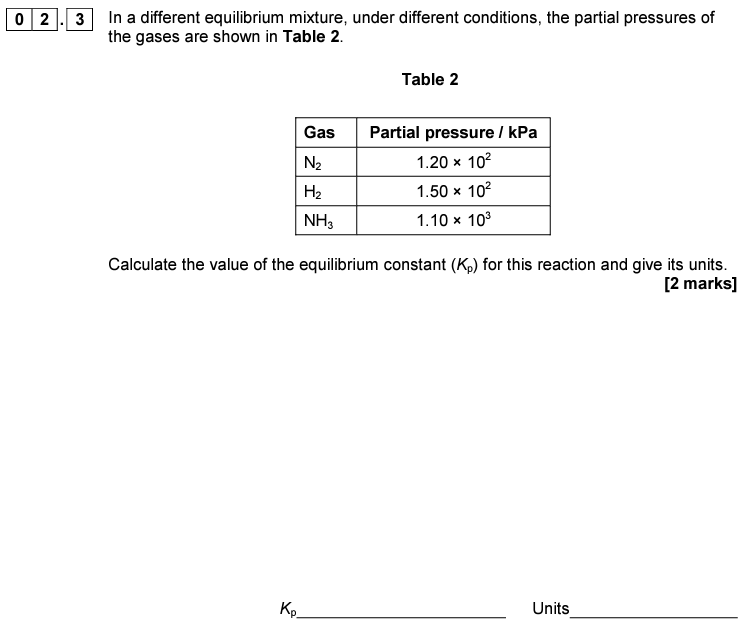 0 2 . 3 In a different equilibrium mixture, under different conditions, the partial pressures of
the gases are shown in Table 2.
Table 2
Gas Partial pressure / kPa
N₂ 1.20 × 10²
H₂ 1.50 × 10²
NH₃ 1.10 × 10³
Calculate the value of the equilibrium constant (Kₚ) for this reaction and give its units.
[2 marks]
Kₚ Units